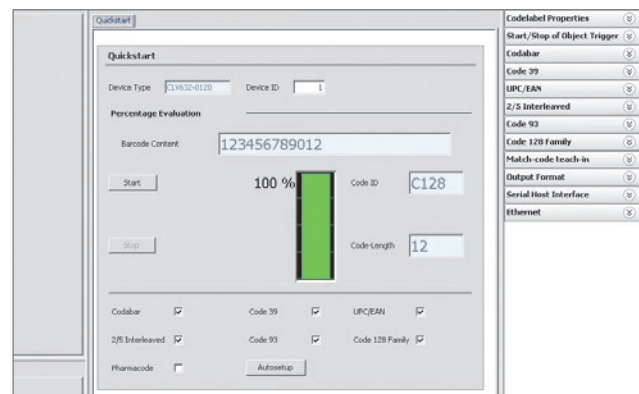 Quickstart
Quickstart
Device Type CLV632-0120 Device ID 1
Percentage Evaluation
Barcode Content 123456789012
Start 100 % Code ID C128
Stop Code-Length 12
Codabar Code 39 UPC/EAN
2/5 Interleaved Code 93 Code 128 Family
Pharmacode Autosetup
Codelabel Properties
Start/Stop of Object Trigger
Codabar
Code 39
UPC/EAN
2/5 Interleaved
Code 93
Code 128 Family
Match-code teach-in
Output Format
Serial Host Interface
Ethernet